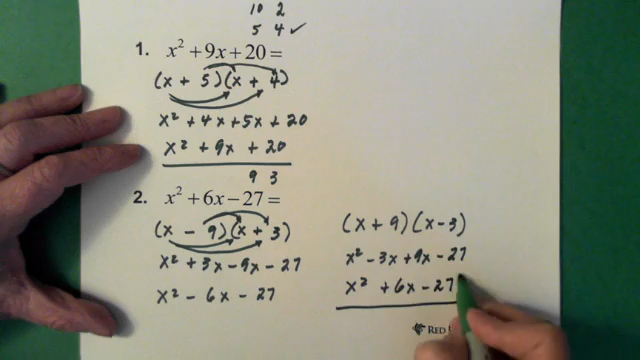 10 2
5 4 ✓
1. x² + 9x + 20 =
(x + 5)(x + 4)
x² + 4x + 5x + 20
x² + 9x + 20
9 3
2. x² + 6x − 27 =
(x − 9)(x + 3)
x² + 3x − 9x − 27
x² − 6x − 27
(x + 9)(x − 3)
x² − 3x + 9x − 27
x² + 6x − 27
RED